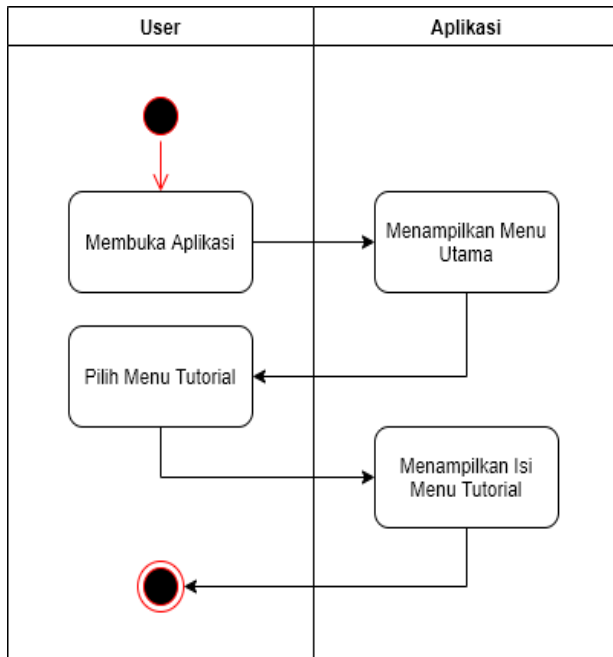 User
Aplikasi
Membuka Aplikasi
Menampilkan Menu
Utama
Pilih Menu Tutorial
Menampilkan Isi
Menu Tutorial